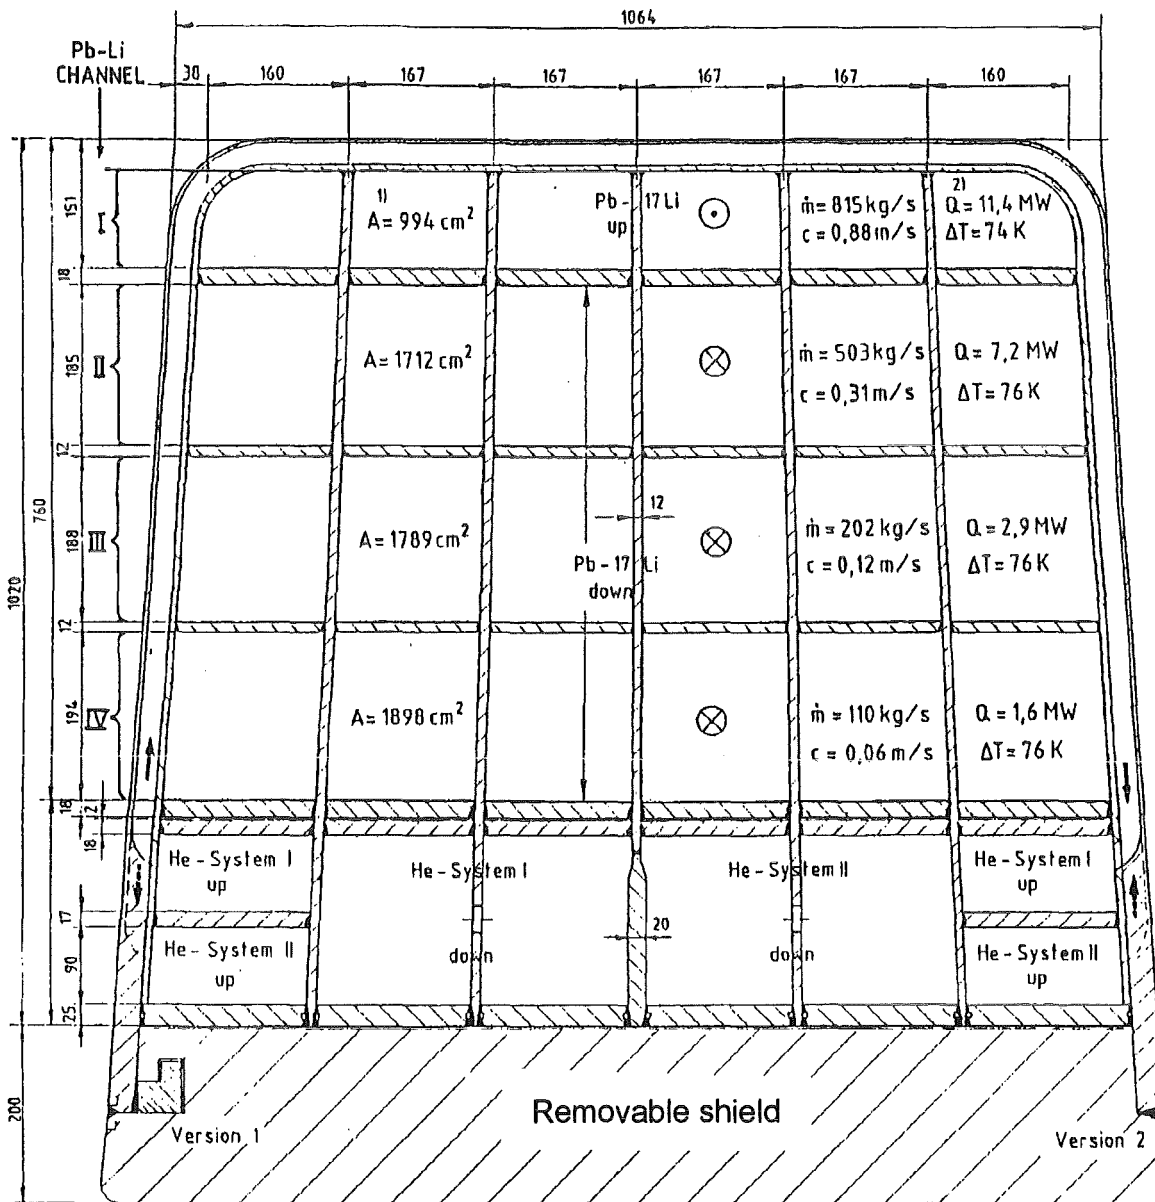 1064
Pb-Li
CHANNEL
38
160
167
167
167
167
160
1)
A = 994 cm²
Pb - 17 Li
up
ṁ = 815 kg/s
c = 0,88 m/s
2)
Q = 11,4 MW
ΔT = 74 K
I
151
18
A = 1712 cm²
ṁ = 503 kg/s
c = 0,31 m/s
Q = 7,2 MW
ΔT = 76 K
II
185
12
760
1020
12
A = 1789 cm²
Pb - 17 Li
down
ṁ = 202 kg/s
c = 0,12 m/s
Q = 2,9 MW
ΔT = 76 K
III
188
12
A = 1898 cm²
ṁ = 110 kg/s
c = 0,06 m/s
Q = 1,6 MW
ΔT = 76 K
IV
194
18
2
18
He - System I
up
He - System I
He - System II
He - System I
up
17
20
He - System II
up
down
down
He - System II
up
90
25
200
Removable shield
Version 1
Version 2